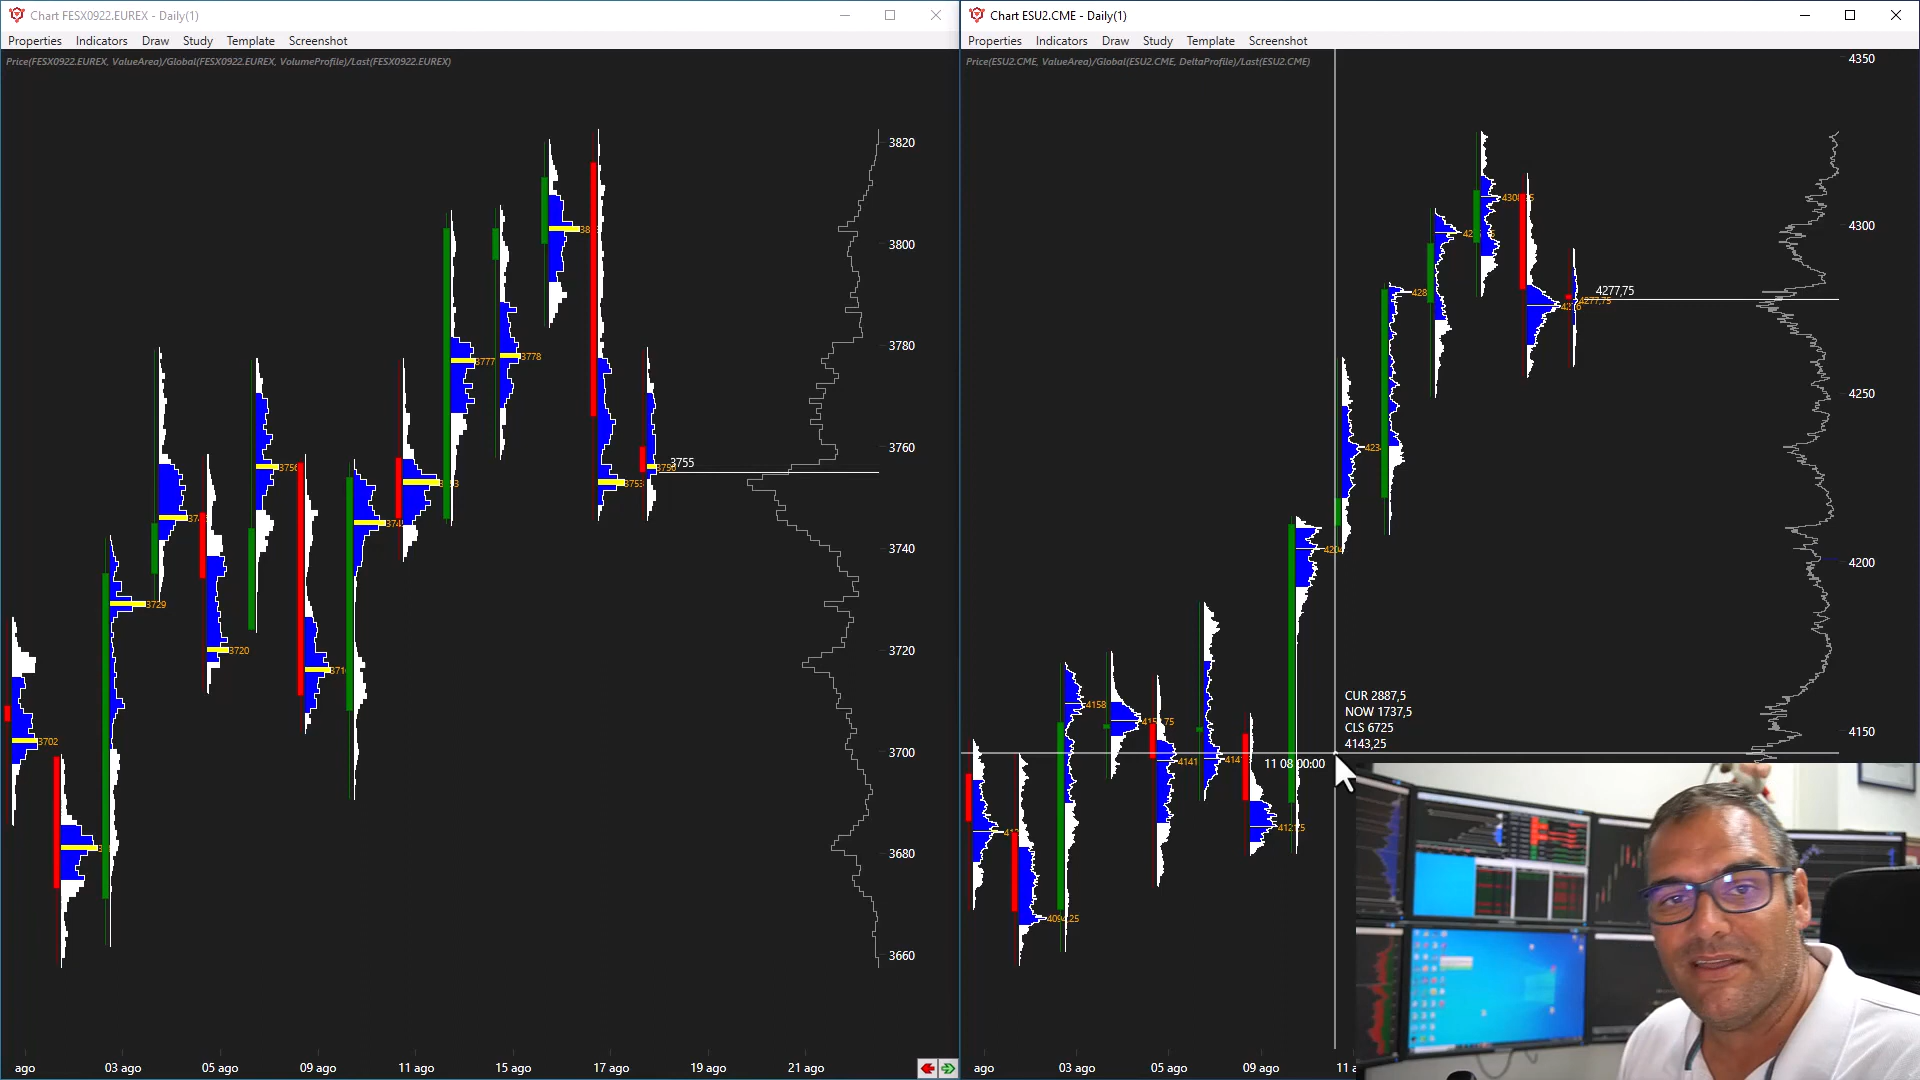 Chart FESX0922.EUREX - Daily(1)
Properties Indicators Draw Study Template Screenshot
Price(FESX0922.EUREX, ValueArea)/Global(FESX0922.EUREX, VolumeProfile)/Last(FESX0922.EUREX)
3820
3800
3780
3777
3778
3760
3756
3755
3753
3740
3729
3720
3720
3702
3700
3680
3660
ago 03 ago 05 ago 09 ago 11 ago 15 ago 17 ago 19 ago 21 ago
Chart ESU2.CME - Daily(1)
Properties Indicators Draw Study Template Screenshot
Price(ESU2.CME, ValueArea)/Global(ESU2.CME, DeltaProfile)/Last(ESU2.CME)
4350
4300
4277,75
4277,75
4250
4200
4158
4150
4141
4094,25
CUR 2887,5
NOW 1737,5
CLS 6725
4143,25
11 08 00:00
ago 03 ago 05 ago 09 ago